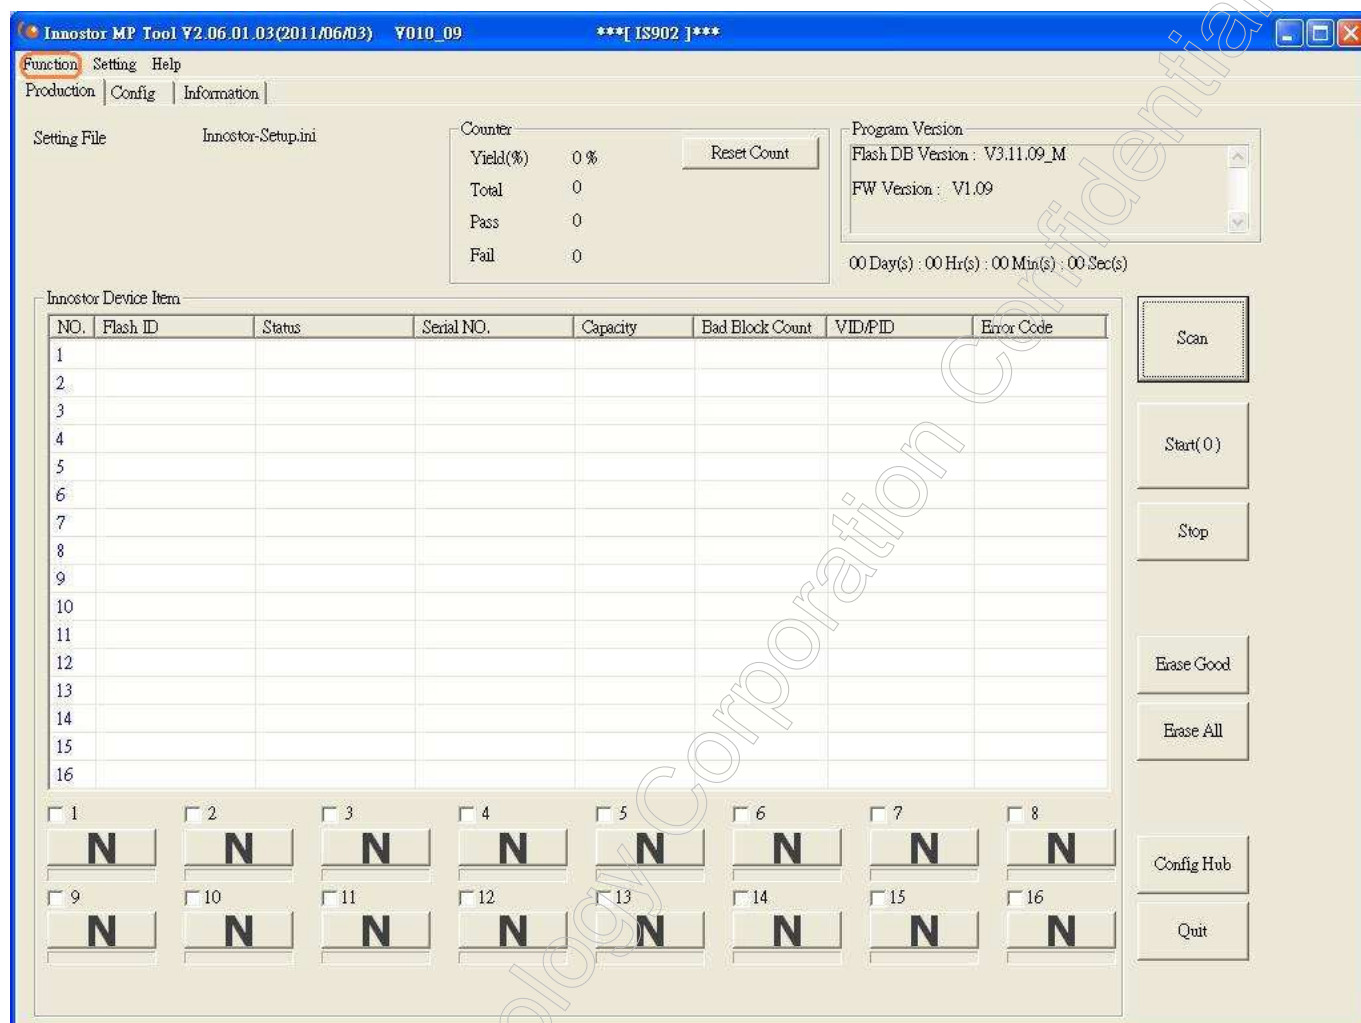 Innostor MP Tool V2.06.01.03(2011/06/03) V010_09 ***[ IS902 ]***
Function Setting Help
Production Config Information
Setting File Innostor-Setup.ini
Counter
Yield(%) 0 %
Total 0
Pass 0
Fail 0
Reset Count
Program Version
Flash DB Version : V3.11.09_M
FW Version : V1.09
00 Day(s) : 00 Hr(s) : 00 Min(s) : 00 Sec(s)
Innostor Device Item
NO. Flash ID Status Serial NO. Capacity Bad Block Count VID/PID Error Code
1
2
3
4
5
6
7
8
9
10
11
12
13
14
15
16
Scan
Start( 0 )
Stop
Erase Good
Erase All
Config Hub
Quit
1 2 3 4 5 6 7 8
N N N N N N N N
9 10 11 12 13 14 15 16
N N N N N N N N
ology Corporation Confidential